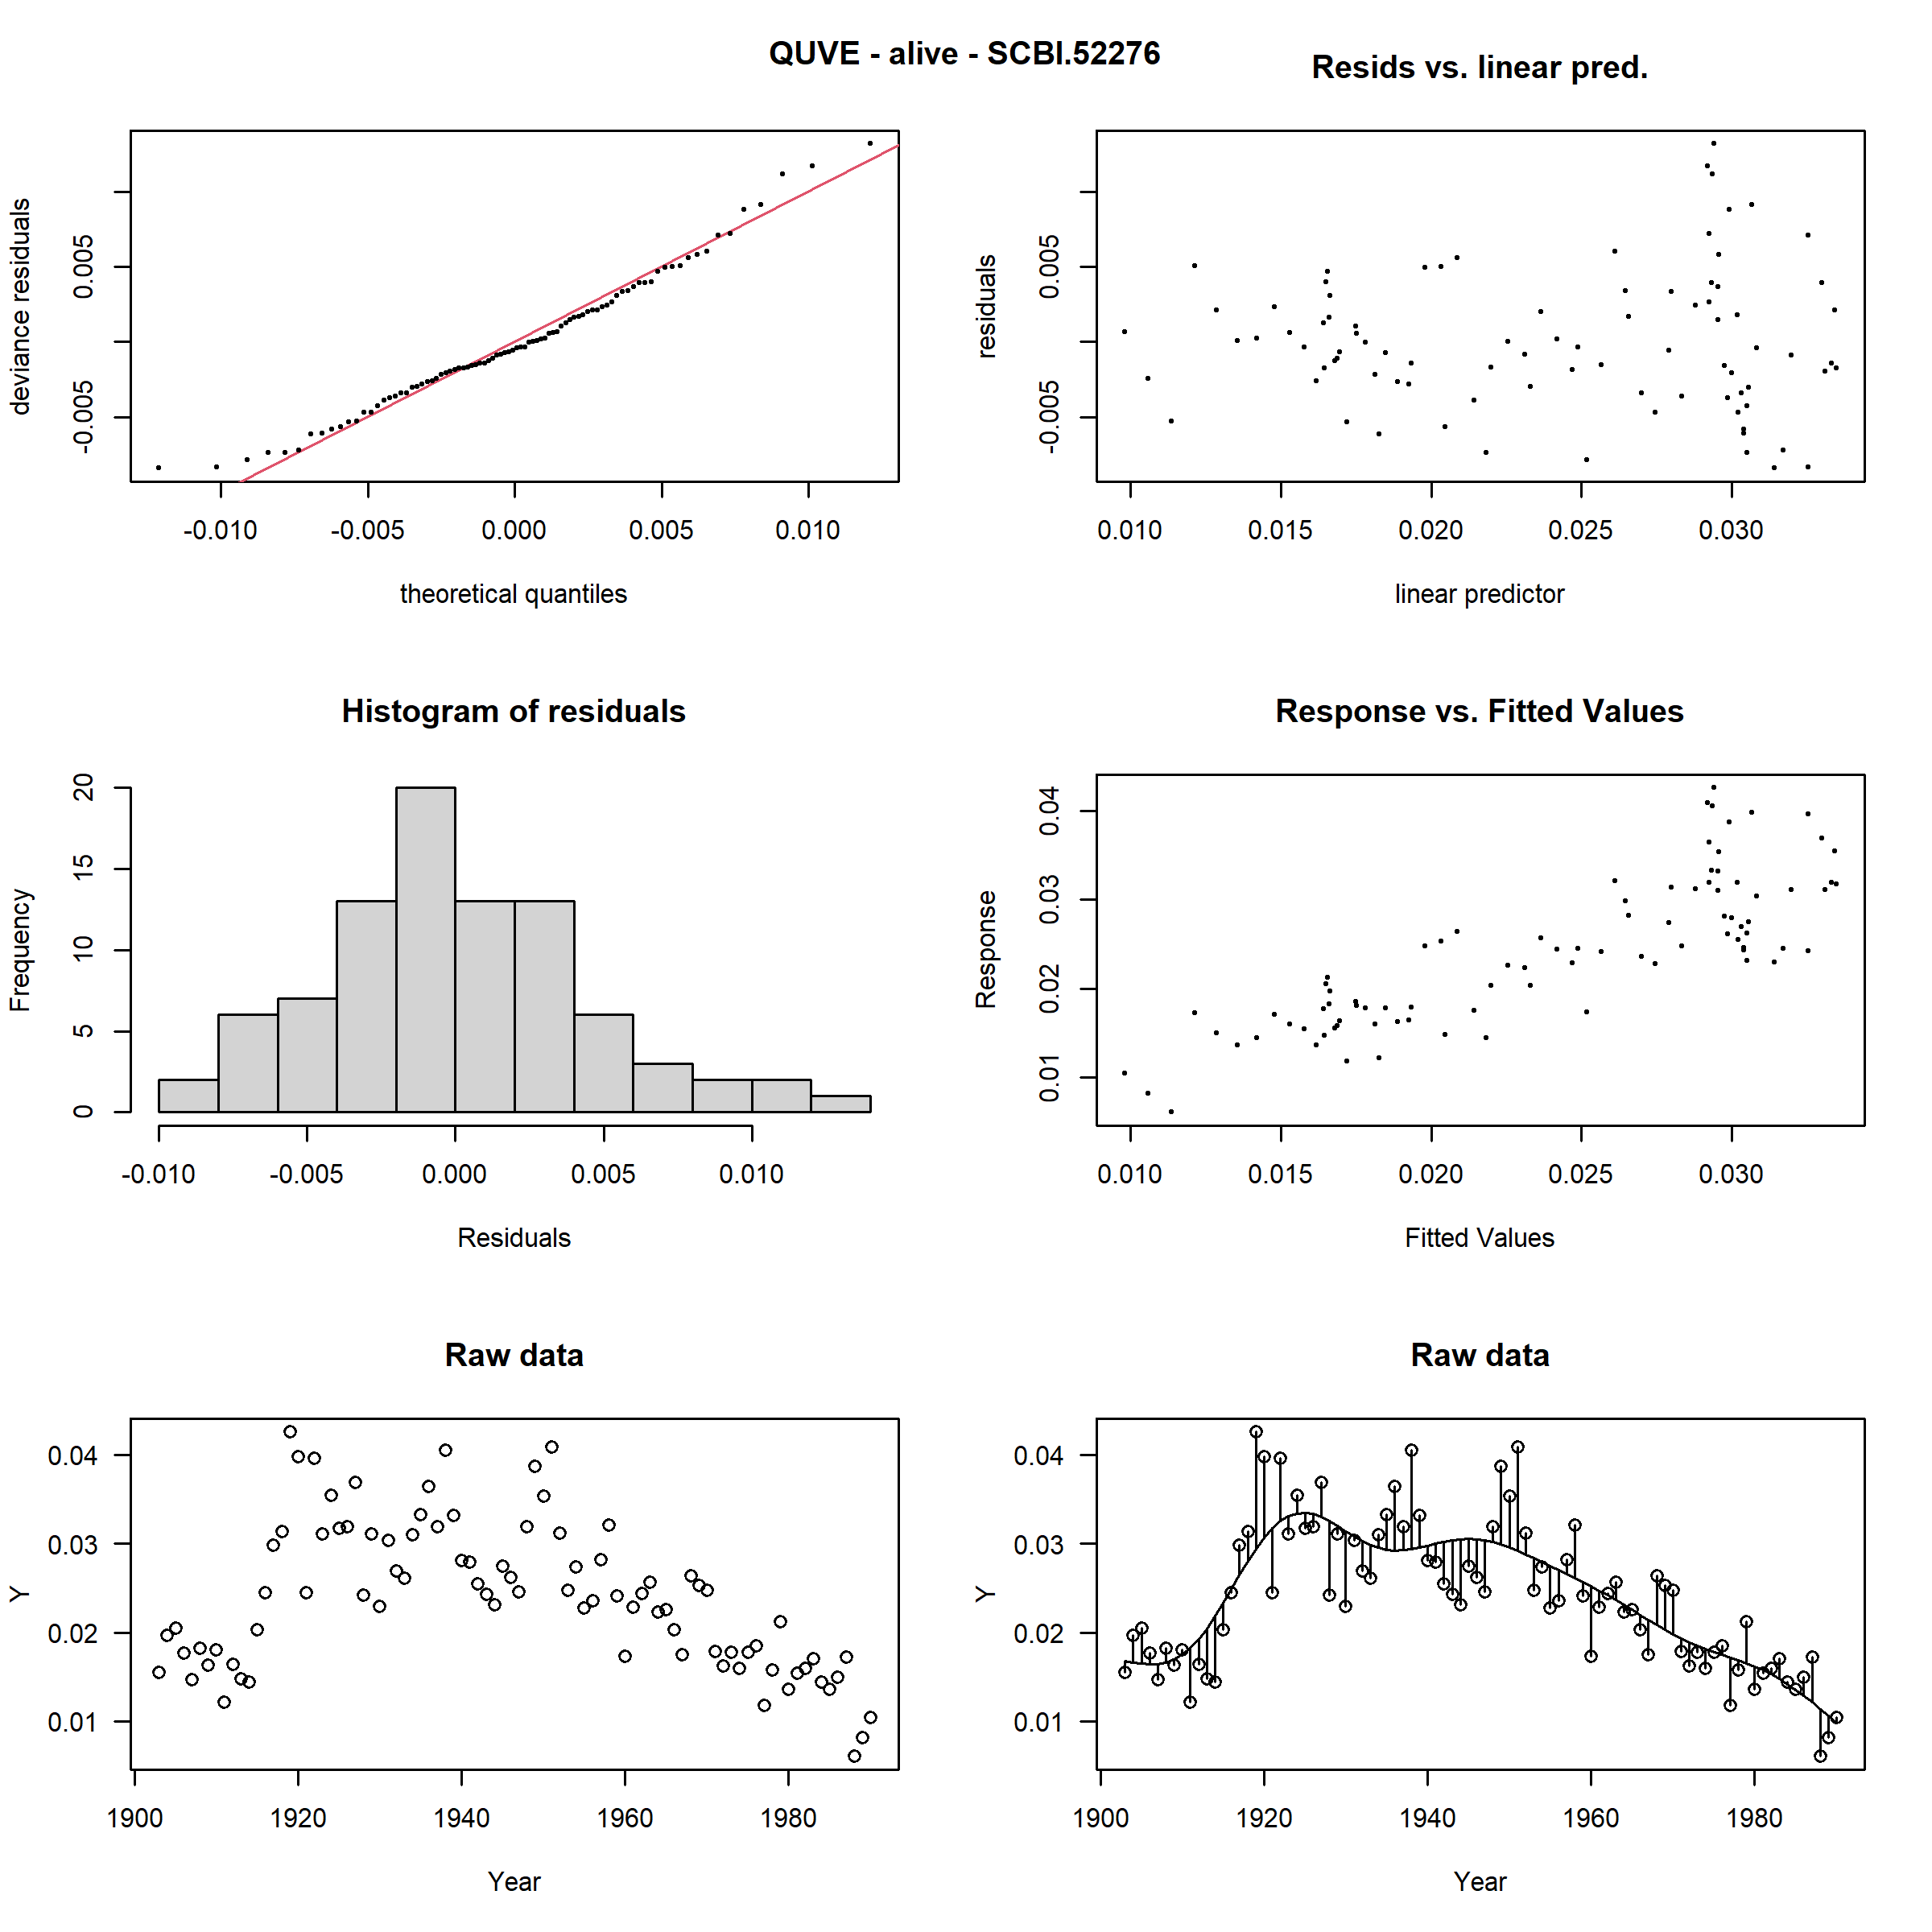 QUVE - alive - SCBI.52276
Resids vs. linear pred.
deviance residuals
-0.005 0.005
-0.010 -0.005 0.000 0.005 0.010
theoretical quantiles
residuals
-0.005 0.005
0.010 0.015 0.020 0.025 0.030
linear predictor
Histogram of residuals
Frequency
0 5 10 15 20
-0.010 -0.005 0.000 0.005 0.010
Residuals
Response vs. Fitted Values
Response
0.01 0.02 0.03 0.04
0.010 0.015 0.020 0.025 0.030
Fitted Values
Raw data
Y
0.04
0.03
0.02
0.01
1900 1920 1940 1960 1980
Year
Raw data
Y
0.04
0.03
0.02
0.01
1900 1920 1940 1960 1980
Year